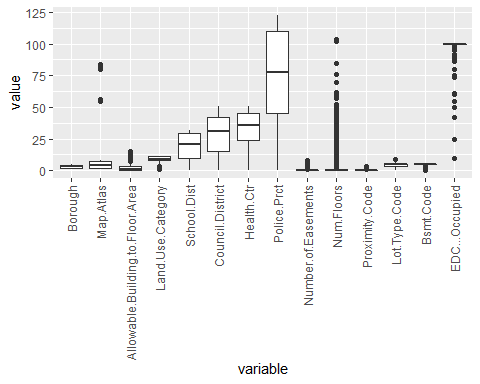 125
100
75
50
25
0
value
Borough
Map.Atlas
Allowable.Building.to.Floor.Area
Land.Use.Category
School.Dist
Council.District
Health.Ctr
Police.Prct
Number.of.Easements
Num.Floors
Proximity.Code
Lot.Type.Code
Bsmt.Code
EDC...Occupied
variable